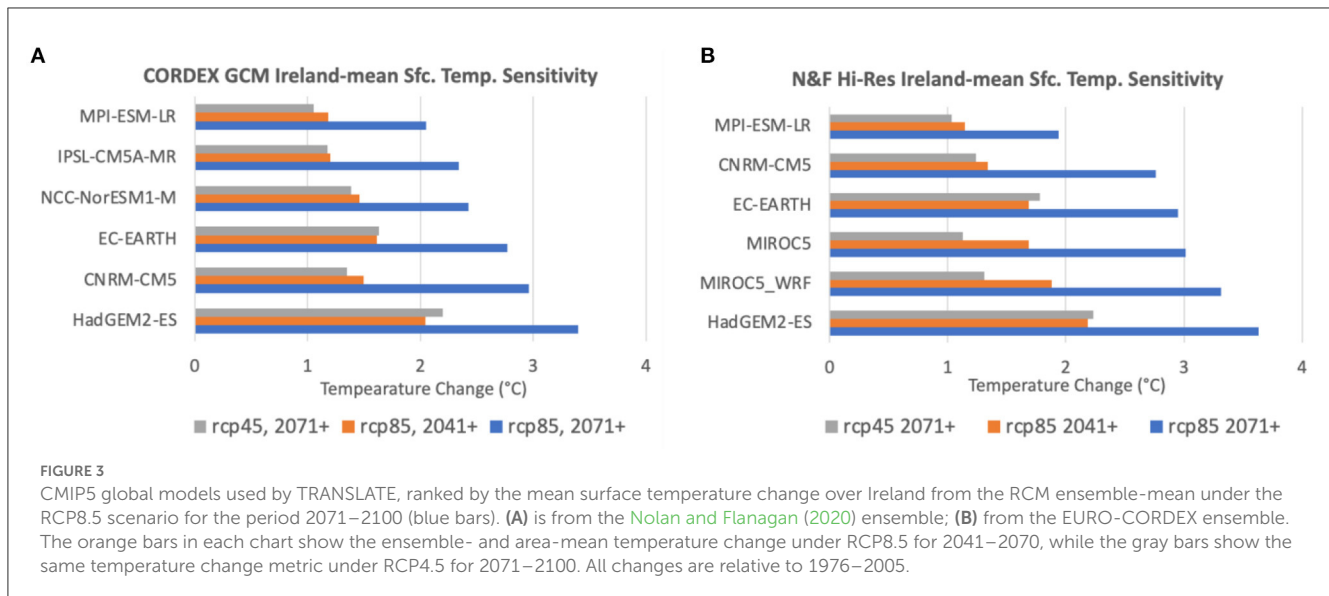 A
CORDEX GCM Ireland-mean Sfc. Temp. Sensitivity
MPI-ESM-LR
IPSL-CM5A-MR
NCC-NorESM1-M
EC-EARTH
CNRM-CM5
HadGEM2-ES
0 1 2 3 4
Tempearature Change (°C)
rcp45, 2071+ rcp85, 2041+ rcp85, 2071+
B
N&F Hi-Res Ireland-mean Sfc. Temp. Sensitivity
MPI-ESM-LR
CNRM-CM5
EC-EARTH
MIROC5
MIROC5_WRF
HadGEM2-ES
0 1 2 3 4
Temperature Change (°C)
rcp45 2071+ rcp85 2041+ rcp85 2071+
FIGURE 3
CMIP5 global models used by TRANSLATE, ranked by the mean surface temperature change over Ireland from the RCM ensemble-mean under the
RCP8.5 scenario for the period 2071–2100 (blue bars). (A) is from the Nolan and Flanagan (2020) ensemble; (B) from the EURO-CORDEX ensemble.
The orange bars in each chart show the ensemble- and area-mean temperature change under RCP8.5 for 2041–2070, while the gray bars show the
same temperature change metric under RCP4.5 for 2071–2100. All changes are relative to 1976–2005.